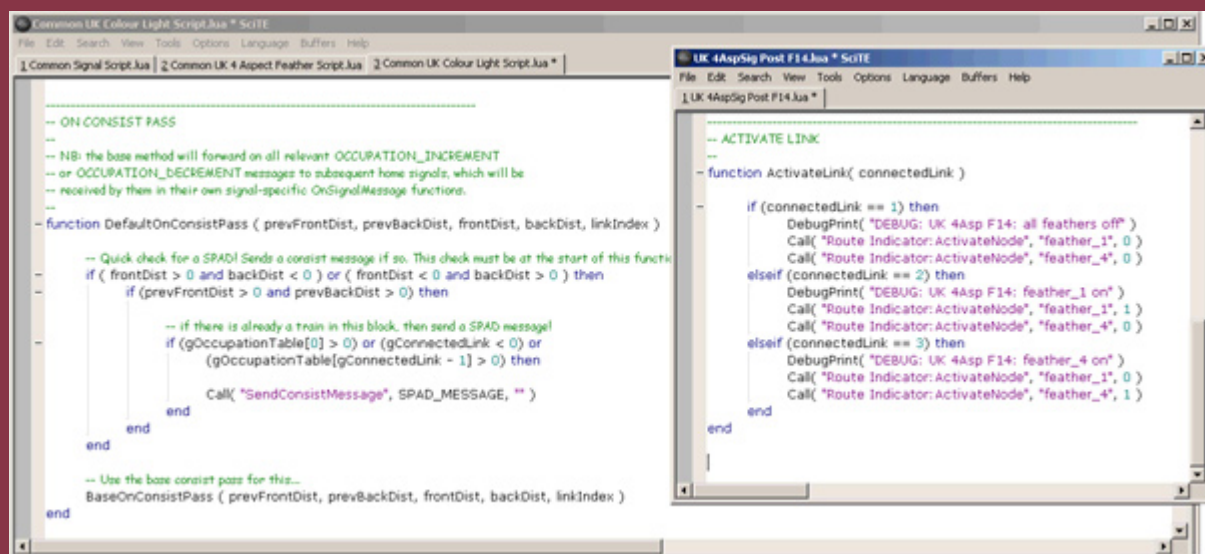 Common UK Colour Light Script.lua * SciTE
File Edit Search View Tools Options Language Buffers Help
1 Common Signal Script.lua | 2 Common UK 4 Aspect Feather Script.lua | 3 Common UK Colour Light Script.lua *
-- ON CONSIST PASS
--
-- NB: the base method will forward on all relevant OCCUPATION_INCREMENT
-- or OCCUPATION_DECREMENT messages to subsequent home signals, which will be
-- received by them in their own signal-specific OnSignalMessage functions.
--
function DefaultOnConsistPass ( prevFrontDist, prevBackDist, frontDist, backDist, linkIndex )
-- Quick check for a SPAD! Sends a consist message if so. This check must be at the start of this functi
if ( frontDist > 0 and backDist < 0 ) or ( frontDist < 0 and backDist > 0 ) then
if (prevFrontDist > 0 and prevBackDist > 0) then
-- if there is already a train in this block, then send a SPAD message!
if (gOccupationTable[0] > 0) or (gConnectedLink < 0) or
(gOccupationTable[gConnectedLink - 1] > 0) then
Call( "SendConsistMessage", SPAD_MESSAGE, "" )
end
end
end
-- Use the base consist pass for this...
BaseOnConsistPass ( prevFrontDist, prevBackDist, frontDist, backDist, linkIndex )
end
UK 4AspSig Post F14.lua * SciTE
File Edit Search View Tools Options Language Buffers Help
1 UK 4AspSig Post F14.lua *
-- ACTIVATE LINK
--
function ActivateLink( connectedLink )
if (connectedLink == 1) then
DebugPrint( "DEBUG: UK 4Asp F14: all feathers off" )
Call( "Route Indicator:ActivateNode", "feather_1", 0 )
Call( "Route Indicator:ActivateNode", "feather_4", 0 )
elseif (connectedLink == 2) then
DebugPrint( "DEBUG: UK 4Asp F14: feather_1 on" )
Call( "Route Indicator:ActivateNode", "feather_1", 1 )
Call( "Route Indicator:ActivateNode", "feather_4", 0 )
elseif (connectedLink == 3) then
DebugPrint( "DEBUG: UK 4Asp F14: feather_4 on" )
Call( "Route Indicator:ActivateNode", "feather_1", 0 )
Call( "Route Indicator:ActivateNode", "feather_4", 1 )
end
end